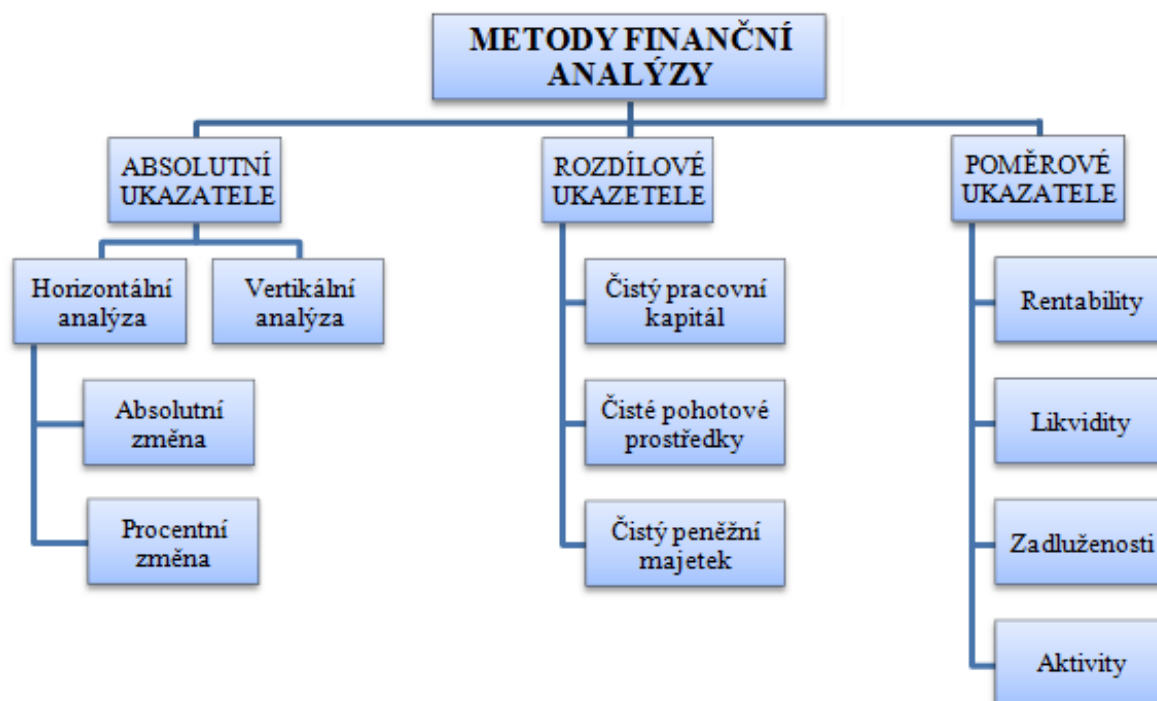 METODY FINANČNÍ
ANALÝZY
ABSOLUTNÍ
UKAZATELE
ROZDÍLOVÉ
UKAZETELE
POMĚROVÉ
UKAZATELE
Horizontální
analýza
Vertikální
analýza
Absolutní
změna
Procentní
změna
Čistý pracovní
kapitál
Čisté pohotové
prostředky
Čistý peněžní
majetek
Rentability
Likvidity
Zadluženosti
Aktivity